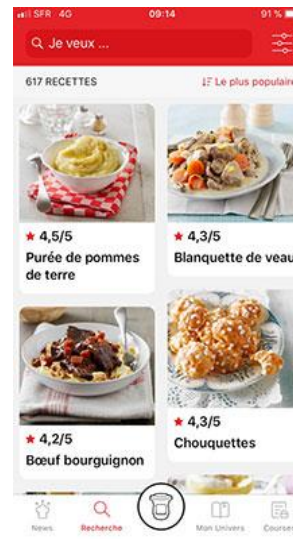 SFR 4G 09:14 91 %
Je veux ...
617 RECETTES Le plus populaire
4,5/5
Purée de pommes
de terre
4,3/5
Blanquette de veau
4,2/5
Bœuf bourguignon
4,3/5
Chouquettes
News Recherche Mon Univers Courses